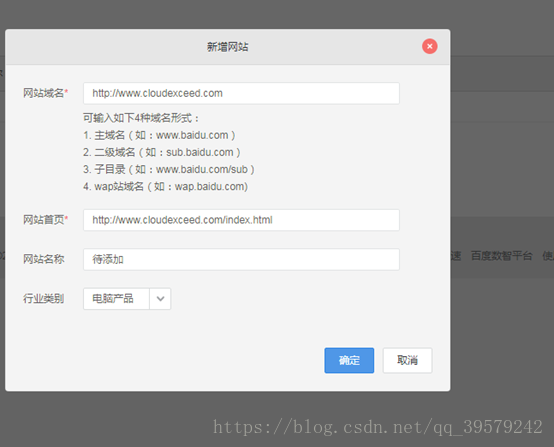 新增网站
网站域名* http://www.cloudexceed.com
可输入如下4种域名形式：
1. 主域名（如：www.baidu.com）
2. 二级域名（如：sub.baidu.com）
3. 子目录（如：www.baidu.com/sub）
4. wap站域名（如：wap.baidu.com)
网站首页* http://www.cloudexceed.com/index.html
速 百度数智平台 使
网站名称 待添加
行业类别 电脑产品
确定 取消
https://blog.csdn.net/qq_39579242